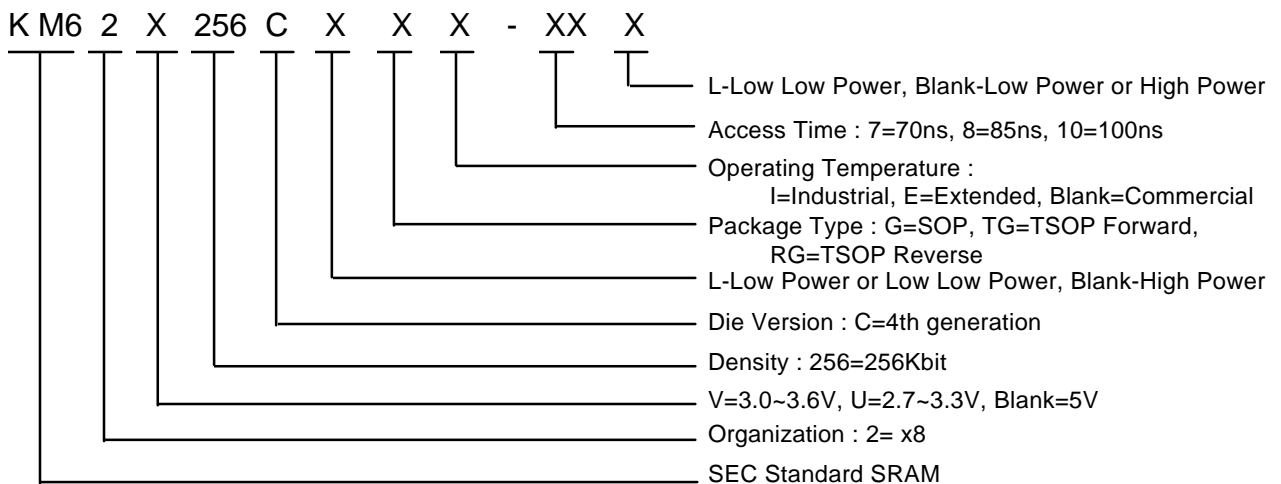 K M6 2 X 256 C X X X - XX X
L-Low Low Power, Blank-Low Power or High Power
Access Time : 7=70ns, 8=85ns, 10=100ns
Operating Temperature :
I=Industrial, E=Extended, Blank=Commercial
Package Type : G=SOP, TG=TSOP Forward,
RG=TSOP Reverse
L-Low Power or Low Low Power, Blank-High Power
Die Version : C=4th generation
Density : 256=256Kbit
V=3.0~3.6V, U=2.7~3.3V, Blank=5V
Organization : 2= x8
SEC Standard SRAM